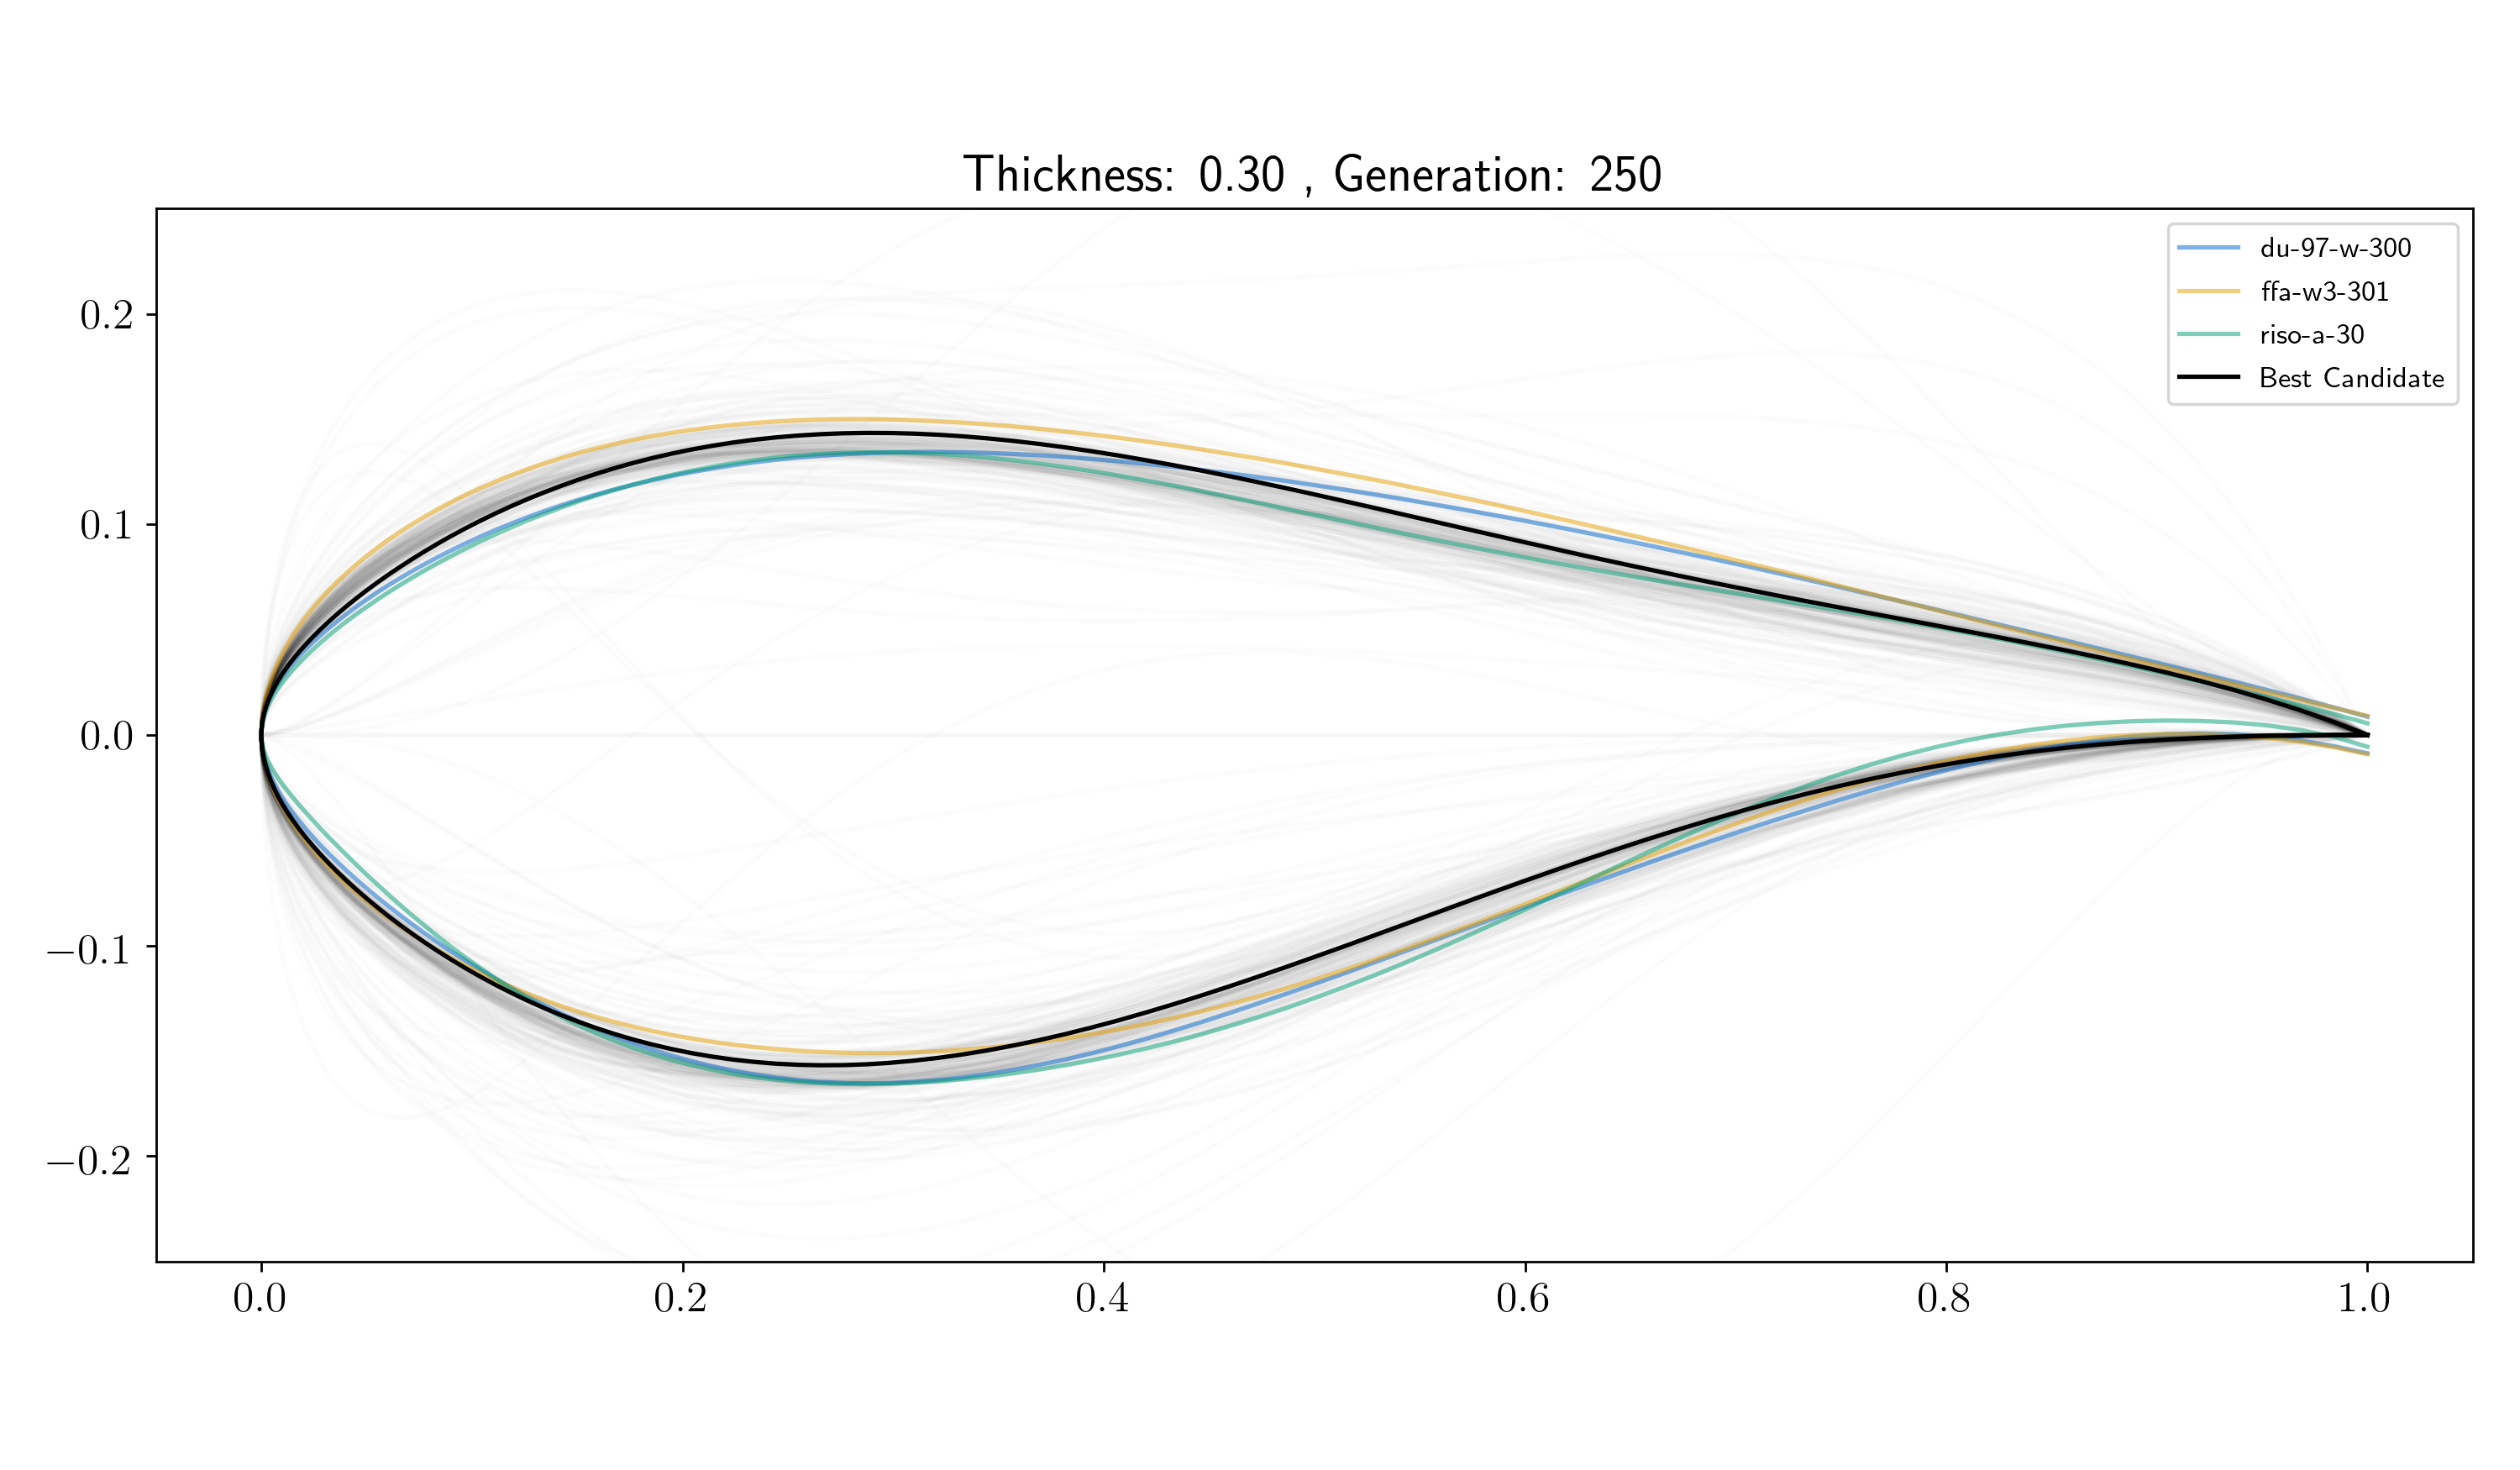 Thickness: 0.30 , Generation: 250
du-97-w-300
ffa-w3-301
riso-a-30
Best Candidate
0.2
0.1
0.0
−0.1
−0.2
0.0 0.2 0.4 0.6 0.8 1.0